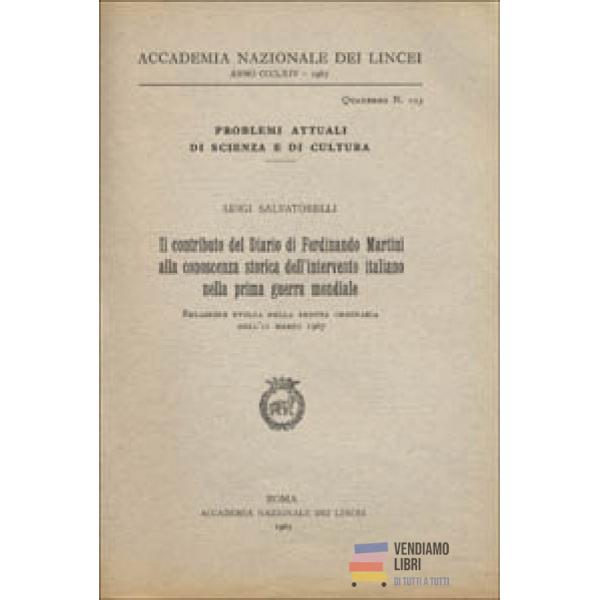 ACCADEMIA NAZIONALE DEI LINCEI
ANNO CCCLXIV - 1967
QUADERNO N.
PROBLEMI ATTUALI
DI SCIENZA E DI CULTURA
LUIGI SALVATORELLI
Il contributo del Diario di Ferdinando Martini
alla conoscenza storica dell'intervento italiano
nella prima guerra mondiale
RELAZIONE SVOLTA NELLA SEDUTA ORDINARIA
DELL'11 MARZO 1967
ROMA
ACCADEMIA NAZIONALE DEI LINCEI
VENDIAMO
LIBRI
DI TUTTI A TUTTI